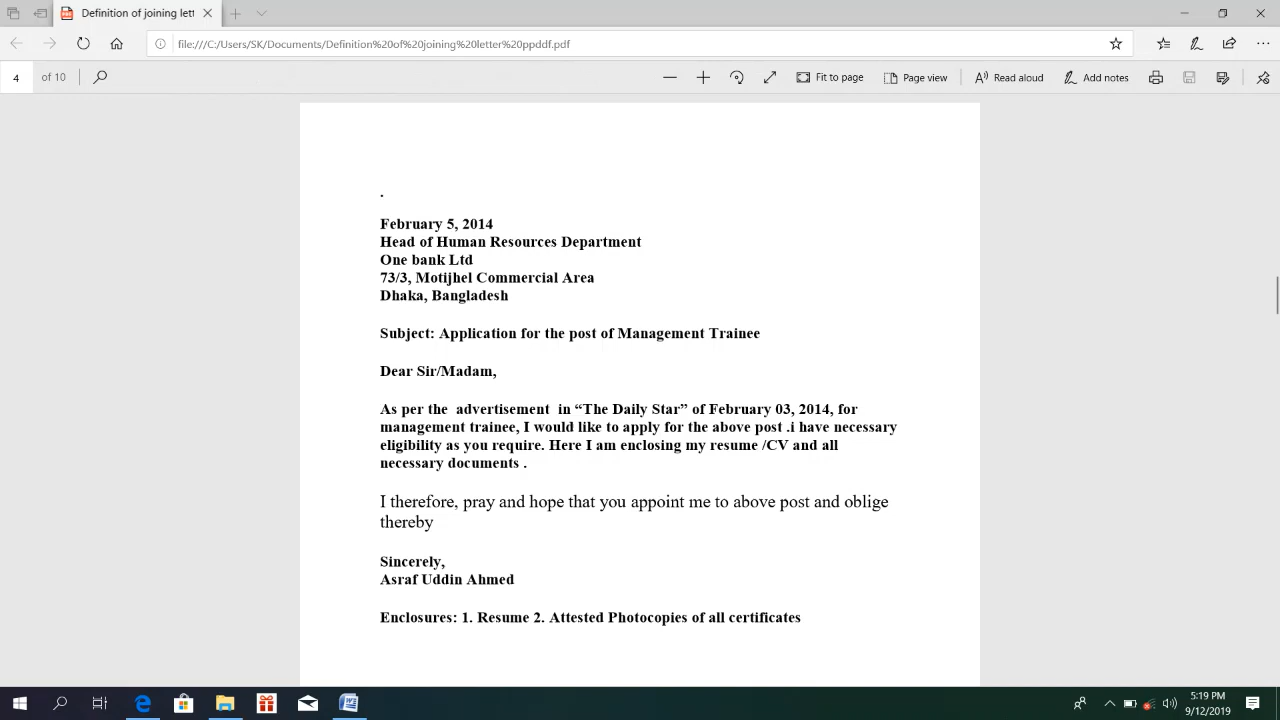 Definition of joining let
file:///C:/Users/SK/Documents/Definition%20of%20joining%20letter%20ppddf.pdf
4 of 10 Fit to page Page view Read aloud Add notes
.
February 5, 2014
Head of Human Resources Department
One bank Ltd
73/3, Motijhel Commercial Area
Dhaka, Bangladesh
Subject: Application for the post of Management Trainee
Dear Sir/Madam,
As per the  advertisement  in “The Daily Star” of February 03, 2014, for
management trainee, I would like to apply for the above post .i have necessary
eligibility as you require. Here I am enclosing my resume /CV and all
necessary documents .
I therefore, pray and hope that you appoint me to above post and oblige
thereby
Sincerely,
Asraf Uddin Ahmed
Enclosures: 1. Resume 2. Attested Photocopies of all certificates
5:19 PM
9/12/2019